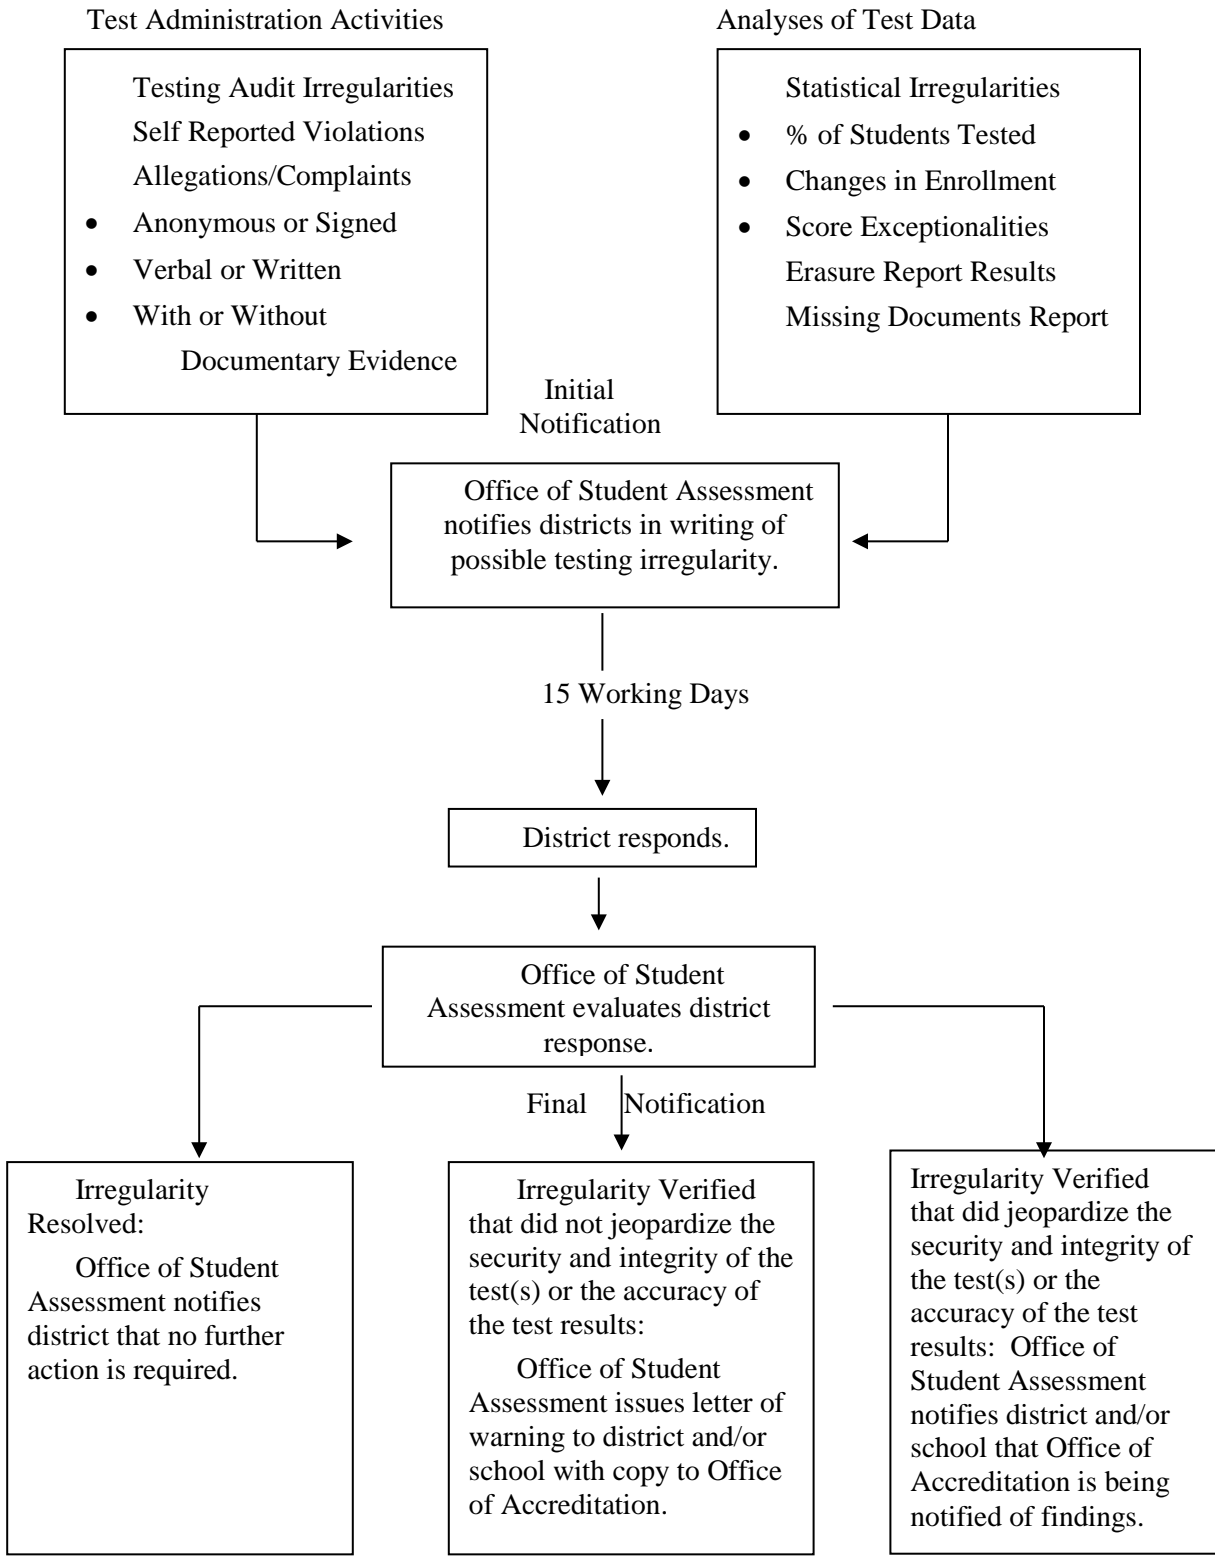 Test Administration Activities
Testing Audit Irregularities
Self Reported Violations
Allegations/Complaints
• Anonymous or Signed
• Verbal or Written
• With or Without
Documentary Evidence
Analyses of Test Data
Statistical Irregularities
• % of Students Tested
• Changes in Enrollment
• Score Exceptionalities
Erasure Report Results
Missing Documents Report
Initial
Notification
Office of Student Assessment
notifies districts in writing of
possible testing irregularity.
15 Working Days
District responds.
Office of Student
Assessment evaluates district
response.
Final Notification
Irregularity
Resolved:
Office of Student
Assessment notifies
district that no further
action is required.
Irregularity Verified
that did not jeopardize the
security and integrity of the
test(s) or the accuracy of
the test results:
Office of Student
Assessment issues letter of
warning to district and/or
school with copy to Office
of Accreditation.
Irregularity Verified
that did jeopardize the
security and integrity of
the test(s) or the
accuracy of the test
results: Office of
Student Assessment
notifies district and/or
school that Office of
Accreditation is being
notified of findings.